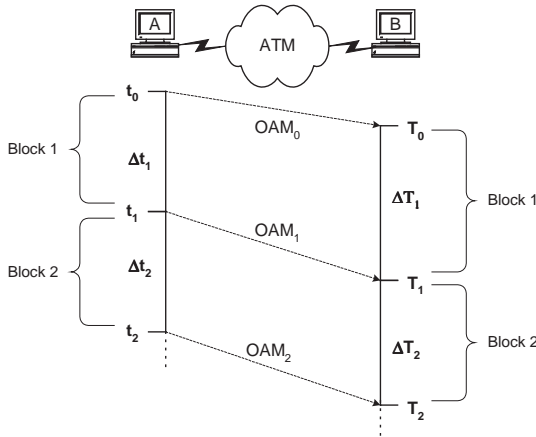 A
ATM
B
t0
OAM0
T0
Block 1
Δt1
ΔT1
Block 1
t1
OAM1
T1
Block 2
Δt2
ΔT2
Block 2
t2
OAM2
T2